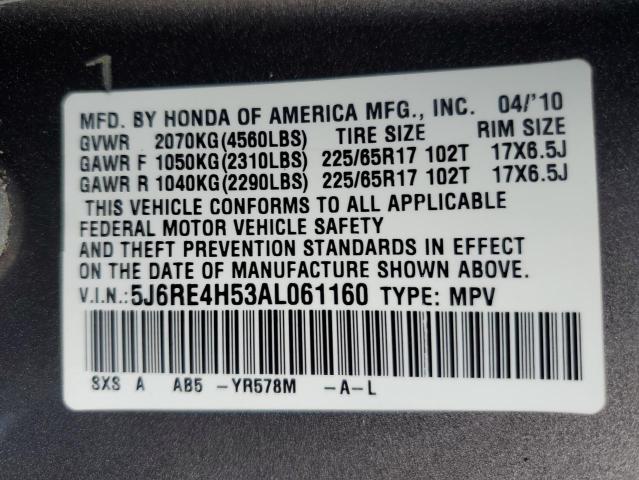 MFD. BY HONDA OF AMERICA MFG., INC. 04/'10
GVWR 2070KG(4560LBS) TIRE SIZE RIM SIZE
GAWR F 1050KG(2310LBS) 225/65R17 102T 17X6.5J
GAWR R 1040KG(2290LBS) 225/65R17 102T 17X6.5J
THIS VEHICLE CONFORMS TO ALL APPLICABLE
FEDERAL MOTOR VEHICLE SAFETY
AND THEFT PREVENTION STANDARDS IN EFFECT
ON THE DATE OF MANUFACTURE SHOWN ABOVE.
V.I.N.:5J6RE4H53AL061160 TYPE: MPV
SXS A AB5 -YR578M -A-L